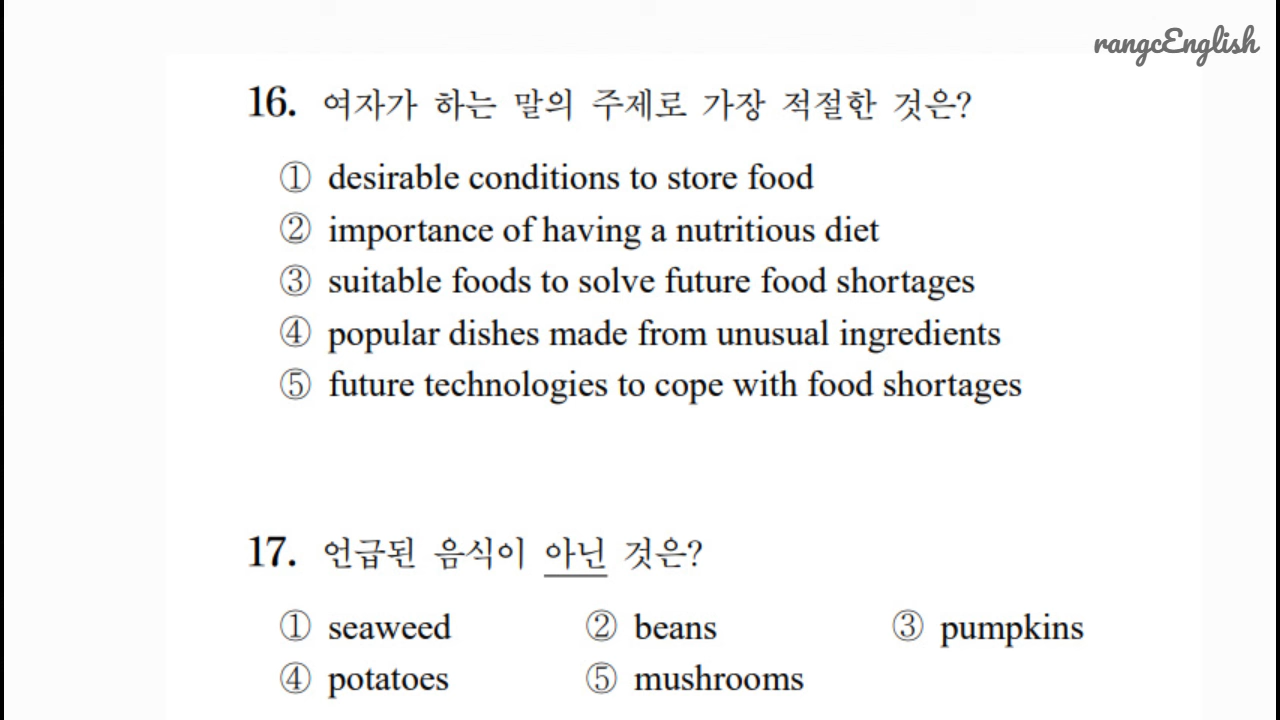 rangcEnglish
16. 여자가 하는 말의 주제로 가장 적절한 것은?
① desirable conditions to store food
② importance of having a nutritious diet
③ suitable foods to solve future food shortages
④ popular dishes made from unusual ingredients
⑤ future technologies to cope with food shortages
17. 언급된 음식이 아닌 것은?
① seaweed ② beans ③ pumpkins
④ potatoes ⑤ mushrooms